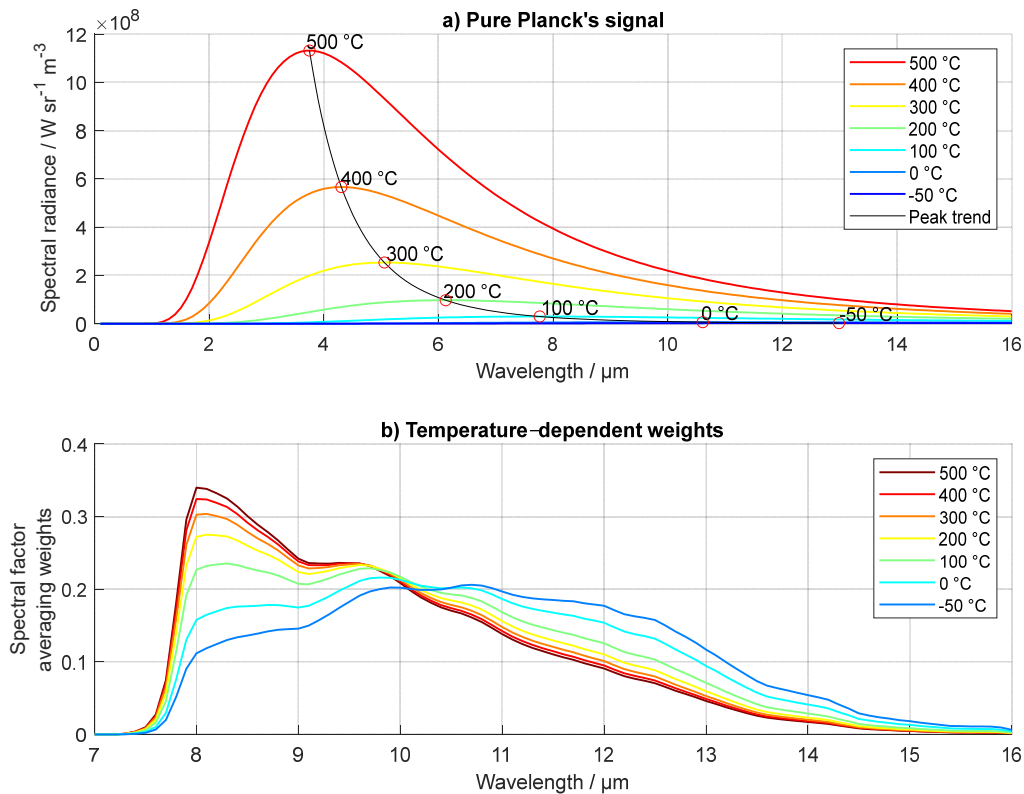 a) Pure Planck's signal
×10⁸
12
10
8
6
4
2
0
Spectral radiance / W sr⁻¹ m⁻³
500 °C
400 °C
300 °C
200 °C
100 °C
0 °C
-50 °C
500 °C
400 °C
300 °C
200 °C
100 °C
0 °C
-50 °C
Peak trend
0 2 4 6 8 10 12 14 16
Wavelength / µm
b) Temperature−dependent weights
0.4
0.3
0.2
0.1
0
Spectral factor
averaging weights
500 °C
400 °C
300 °C
200 °C
100 °C
0 °C
-50 °C
7 8 9 10 11 12 13 14 15 16
Wavelength / µm